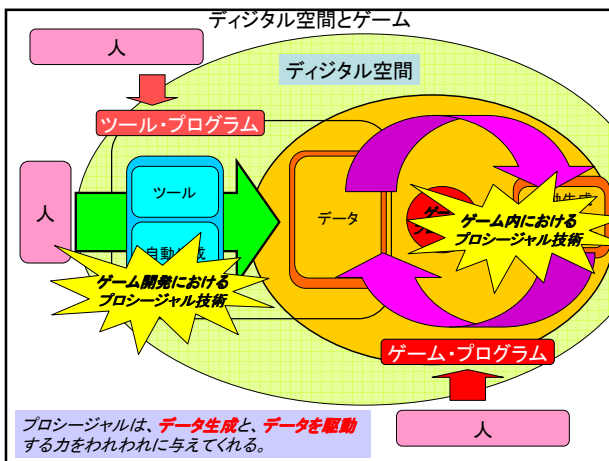 ディジタル空間とゲーム
人
ディジタル空間
ツール・プログラム
人
ツール
自動生成
データ
ゲーム開発における
プロシージャル技術
ゲーム内における
プロシージャル技術
ゲーム・プログラム
人
プロシージャルは、データ生成と、データを駆動
する力をわれわれに与えてくれる。